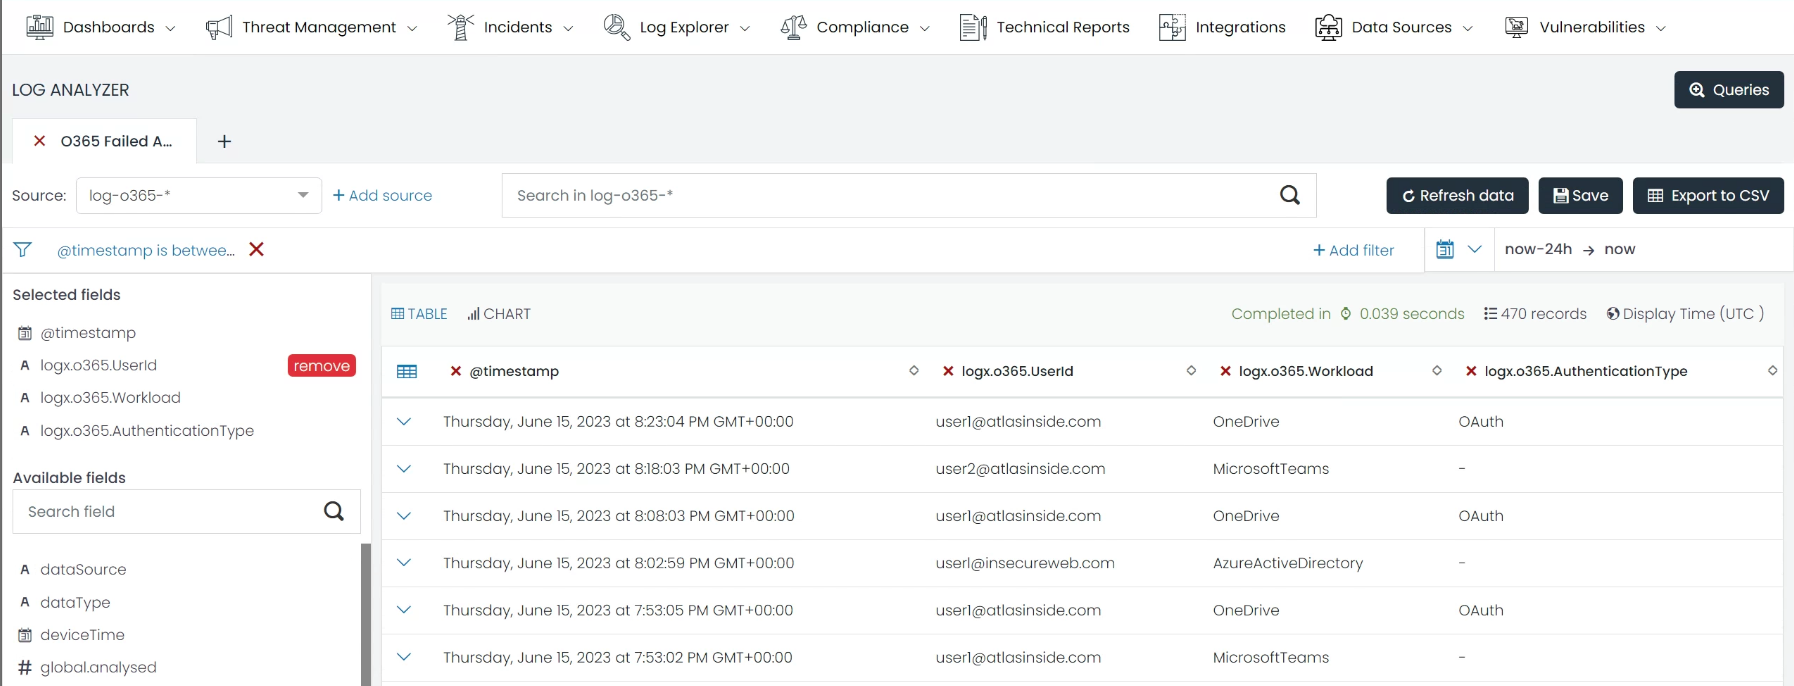 Dashboards Threat Management Incidents Log Explorer Compliance Technical Reports Integrations Data Sources Vulnerabilities
LOG ANALYZER
Queries
O365 Failed A...
+
Source: log-o365-* + Add source Search in log-o365-* Refresh data Save Export to CSV
@timestamp is betwee... + Add filter 31 now-24h → now
Selected fields
@timestamp
A logx.o365.UserId remove
A logx.o365.Workload
A logx.o365.AuthenticationType
Available fields
Search field
A dataSource
A dataType
deviceTime
# global.analysed
TABLE CHART Completed in 0.039 seconds 470 records Display Time (UTC )
@timestamp logx.o365.UserId logx.o365.Workload logx.o365.AuthenticationType
Thursday, June 15, 2023 at 8:23:04 PM GMT+00:00 user1@atlasinside.com OneDrive OAuth
Thursday, June 15, 2023 at 8:18:03 PM GMT+00:00 user2@atlasinside.com MicrosoftTeams -
Thursday, June 15, 2023 at 8:08:03 PM GMT+00:00 user1@atlasinside.com OneDrive OAuth
Thursday, June 15, 2023 at 8:02:59 PM GMT+00:00 user1@insecureweb.com AzureActiveDirectory -
Thursday, June 15, 2023 at 7:53:05 PM GMT+00:00 user1@atlasinside.com OneDrive OAuth
Thursday, June 15, 2023 at 7:53:02 PM GMT+00:00 user1@atlasinside.com MicrosoftTeams -